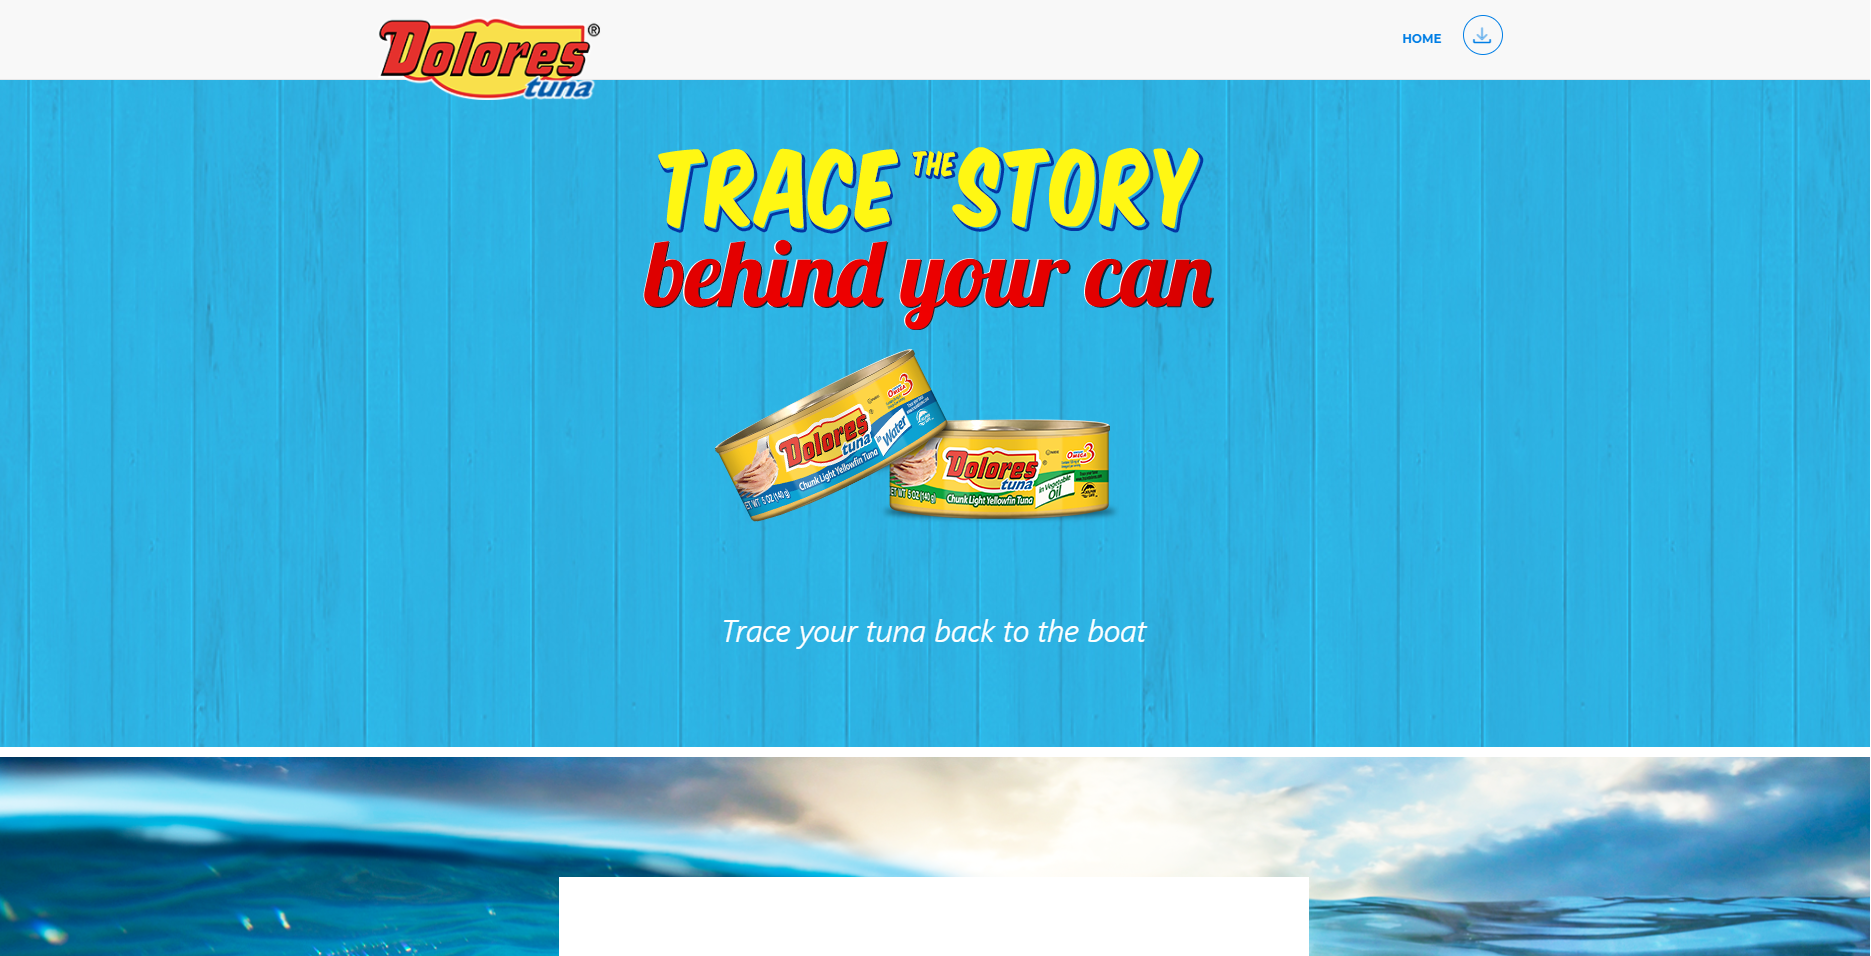 Dolores®
tuna
HOME
TRACE THE STORY
behind your can
Dolores
tuna
in Water
Chunk Light Yellowfin Tuna
NET WT 5 OZ (140 g)
OMEGA 3
Dolores
tuna
in Vegetable
Oil
Chunk Light Yellowfin Tuna
NET WT 5 OZ (140 g)
OMEGA 3
Trace your tuna back to the boat